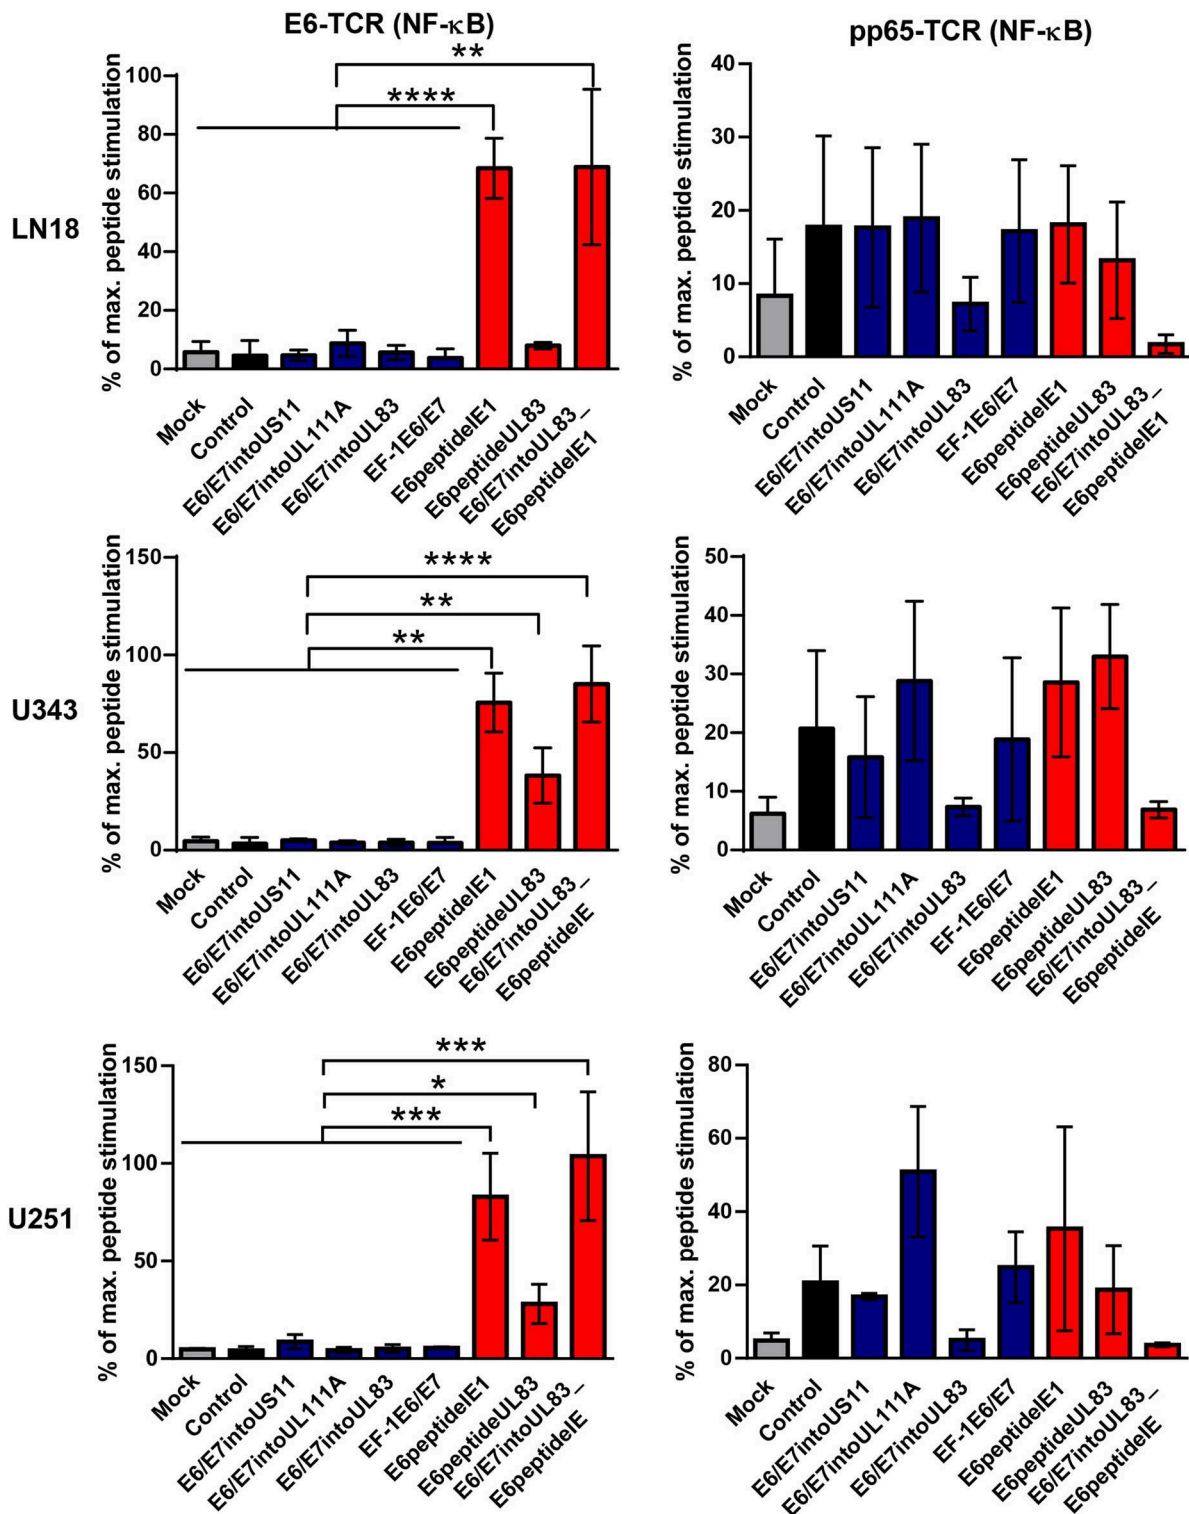 E6-TCR (NF-κB)
pp65-TCR (NF-κB)
LN18
% of max. peptide stimulation
100
80
60
40
20
0
**
****
Mock
Control
E6/E7intoUS11
E6/E7intoUL111A
E6/E7intoUL83
EF-1E6/E7
E6peptideIE1
E6peptideUL83
E6/E7intoUL83_
E6peptideIE1
% of max. peptide stimulation
40
30
20
10
0
Mock
Control
E6/E7intoUS11
E6/E7intoUL111A
E6/E7intoUL83
EF-1E6/E7
E6peptideIE1
E6peptideUL83
E6/E7intoUL83_
E6peptideIE1
U343
% of max. peptide stimulation
150
100
50
0
****
**
**
Mock
Control
E6/E7intoUS11
E6/E7intoUL111A
E6/E7intoUL83
EF-1E6/E7
E6peptideIE1
E6peptideUL83
E6/E7intoUL83_
E6peptideIE
% of max. peptide stimulation
50
40
30
20
10
0
Mock
Control
E6/E7intoUS11
E6/E7intoUL111A
E6/E7intoUL83
EF-1E6/E7
E6peptideIE1
E6peptideUL83
E6/E7intoUL83_
E6peptideIE
U251
% of max. peptide stimulation
150
100
50
0
***
*
***
Mock
Control
E6/E7intoUS11
E6/E7intoUL111A
E6/E7intoUL83
EF-1E6/E7
E6peptideIE1
E6peptideUL83
E6/E7intoUL83_
E6peptideIE
% of max. peptide stimulation
80
60
40
20
0
Mock
Control
E6/E7intoUS11
E6/E7intoUL111A
E6/E7intoUL83
EF-1E6/E7
E6peptideIE1
E6peptideUL83
E6/E7intoUL83_
E6peptideIE